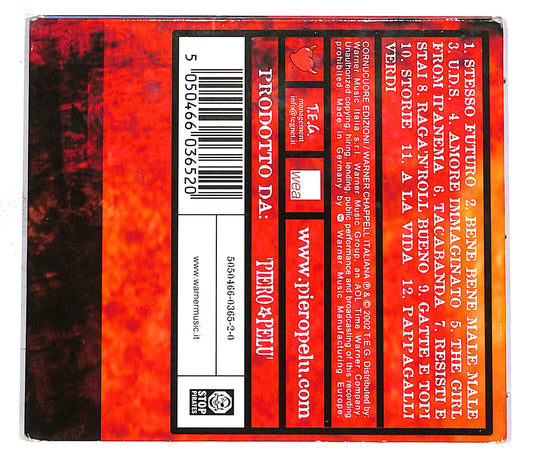 1. STESSO FUTURO 2. BENE BENE MALE MALE
3. U.D.S. 4. AMORE IMMAGINATO 5. THE GIRL
FROM IPANEMA 6. TACABANDA 7. RESISTI E
STAI 8. RAGA'N'ROLL BUENO 9. GATTE E TOPI
10. STORIE 11. A LA VIDA 12. PAPPAGALLI
VERDI
CORNUCUORE EDIZIONI / WARNER CHAPPELL ITALIANA ℗ & © 2002 T.E.G. Distributed by
Warner Music Italia s.r.l. Warner Music Group, an AOL Time Warner Company.
Unauthorized copying, hiring, lending, public performance and broadcasting of this recording
prohibited. Made in Germany by Warner Music Manufacturing Europe
T.E.G.
management
info@tegnet.it
wea
www.pieropelu.com
PRODOTTO DA:
PIERO PELU'
5 050466 036520
5050466-0365-2-0
www.warnermusic.it
STOP
PIRATES